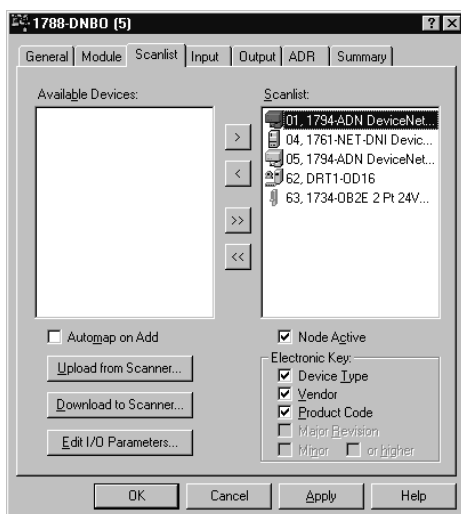 1788-DNBO (5)
General Module Scanlist Input Output ADR Summary
Available Devices:
Scanlist:
01, 1794-ADN DeviceNet...
04, 1761-NET-DNI Devic...
05, 1794-ADN DeviceNet...
62, DRT1-OD16
63, 1734-OB2E 2 Pt 24V...
>
<
>>
<<
Automap on Add
Upload from Scanner...
Download to Scanner...
Edit I/O Parameters...
Node Active
Electronic Key:
Device Type
Vendor
Product Code
Major Revision
Minor or higher
OK Cancel Apply Help